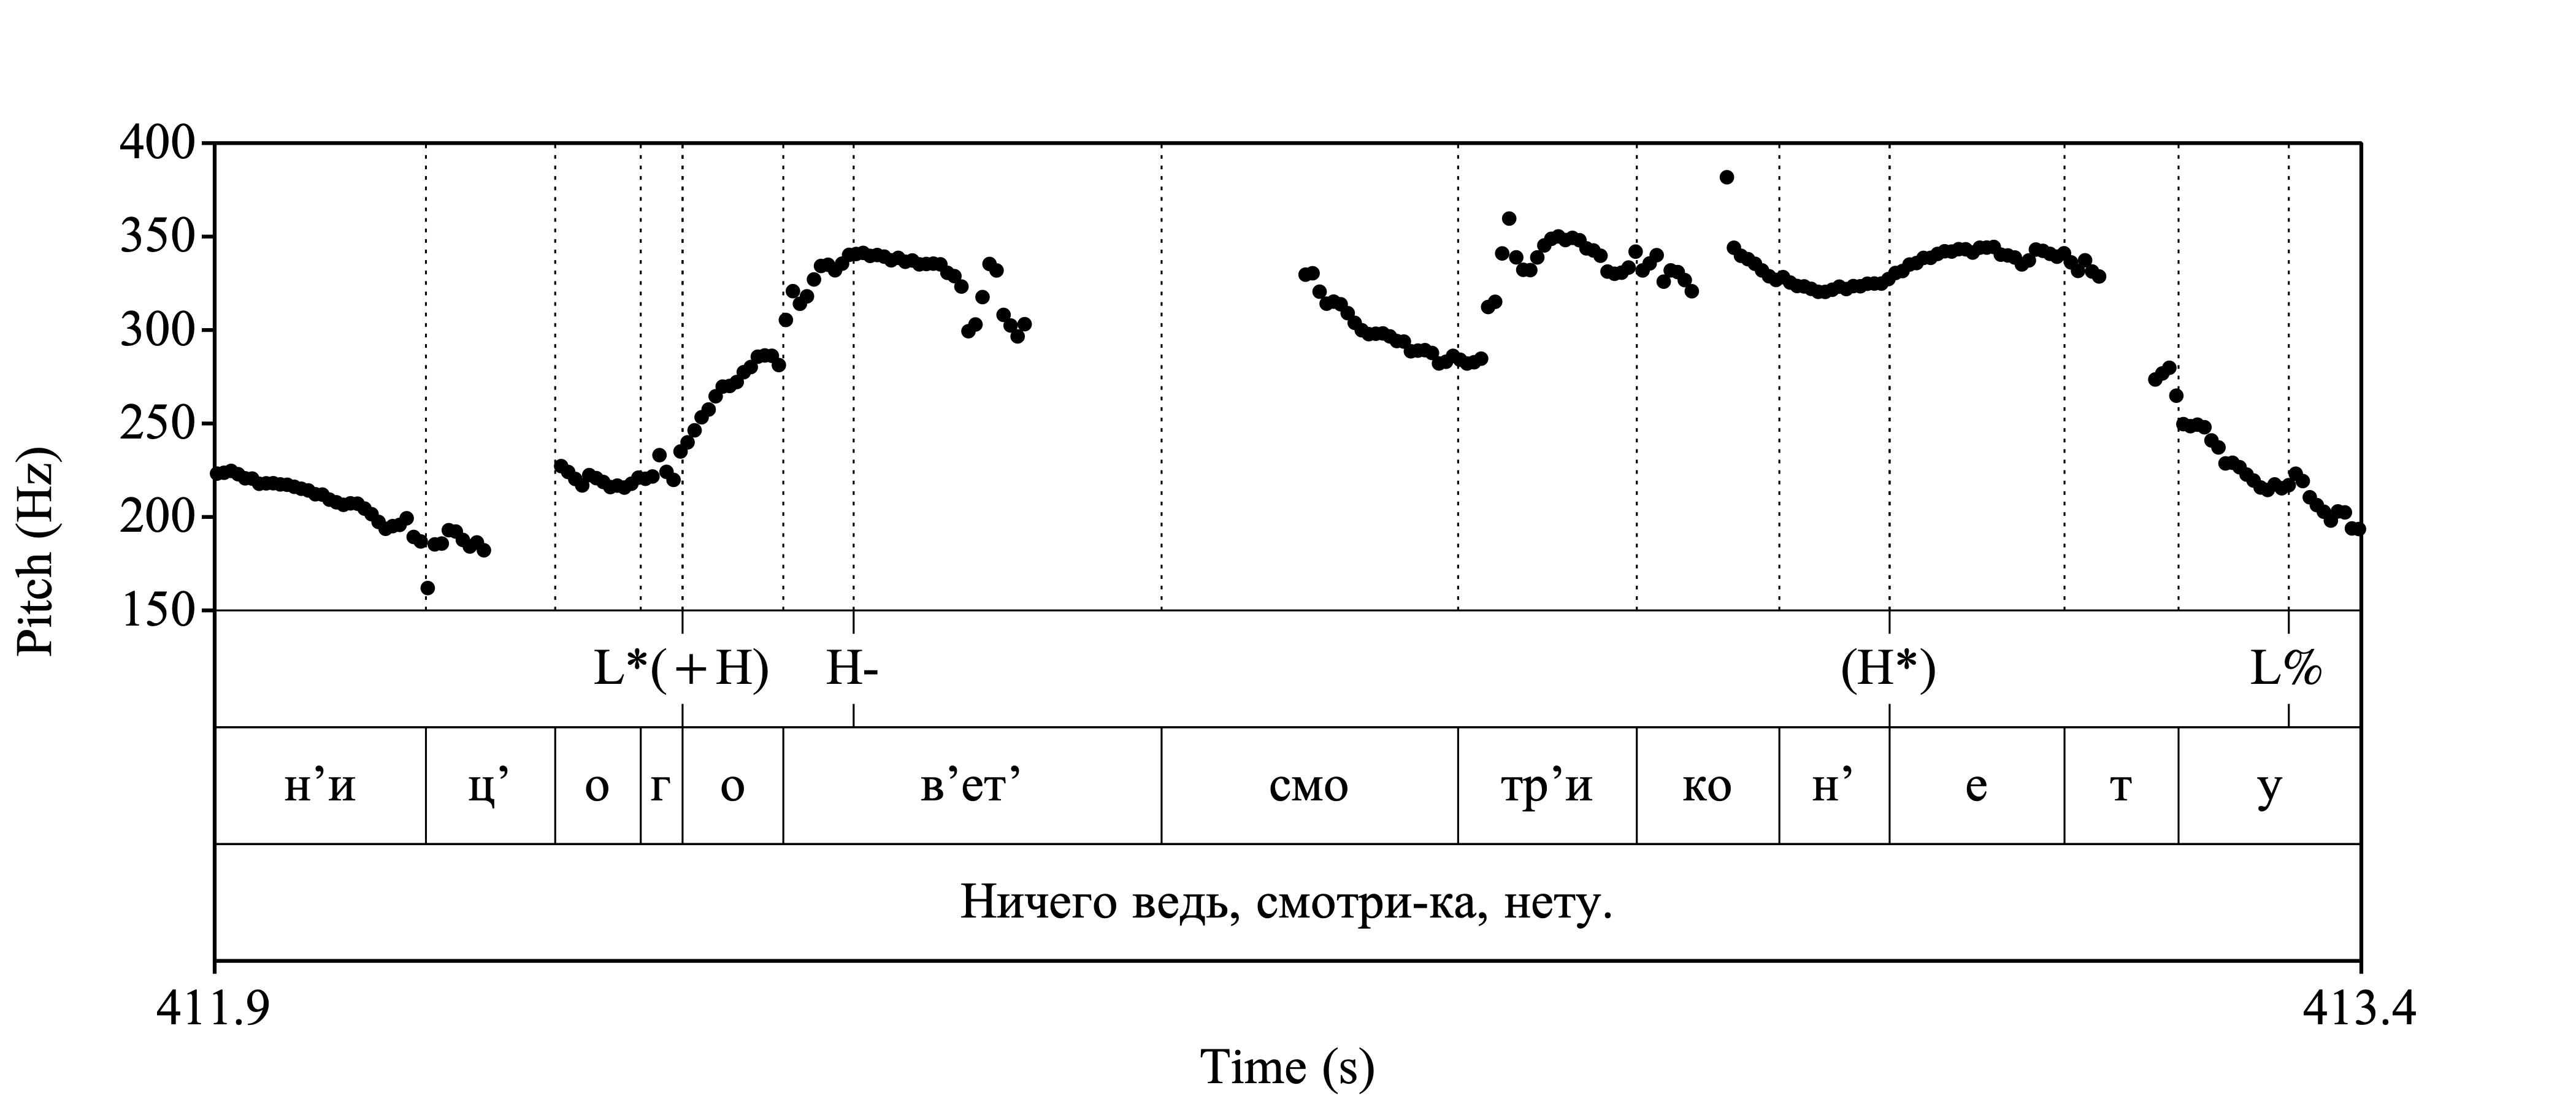 400
350
300
250
200
150
Pitch (Hz)
L*(+H) H- (H*) L%
н’и ц’ о г о в’ет’ смо тр’и ко н’ е т у
Ничего ведь, смотри-ка, нету.
411.9 413.4
Time (s)